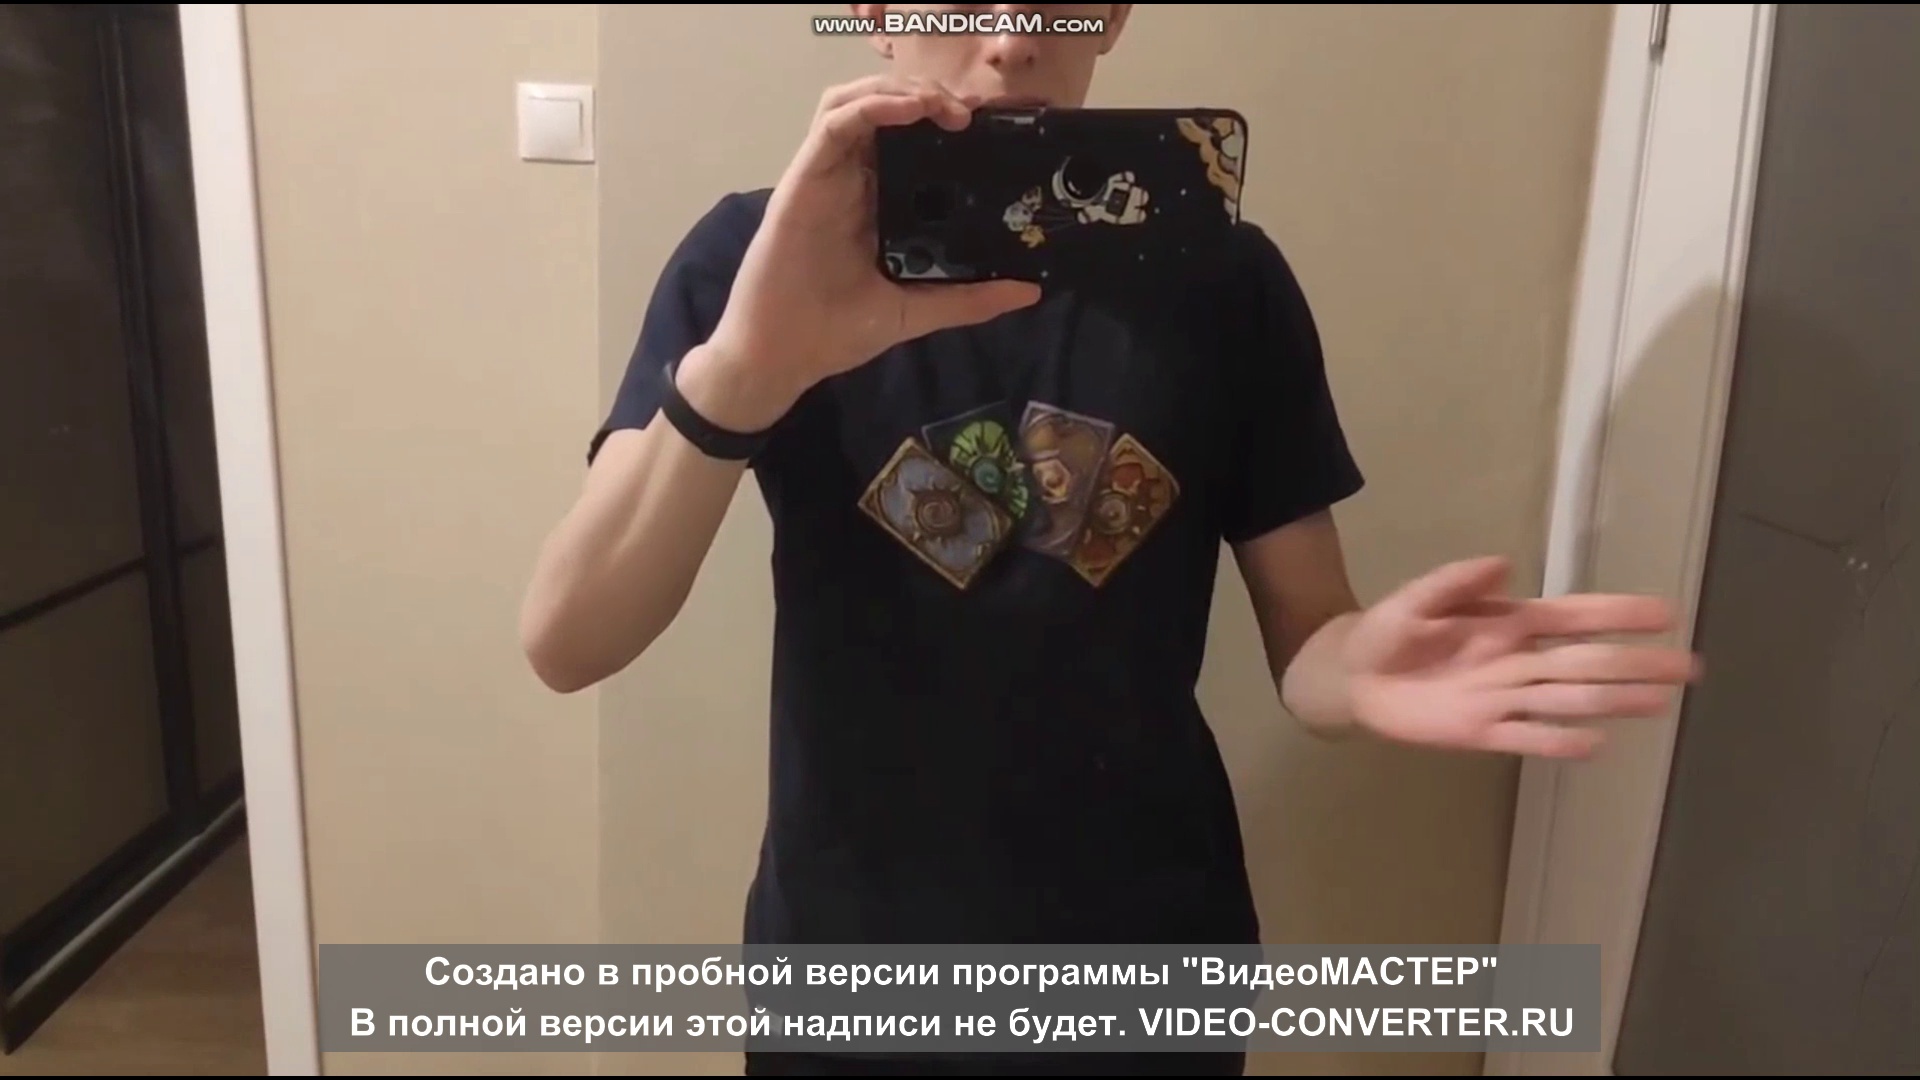 www.BANDICAM.com
Создано в пробной версии программы "ВидеоМАСТЕР"
В полной версии этой надписи не будет. VIDEO-CONVERTER.RU